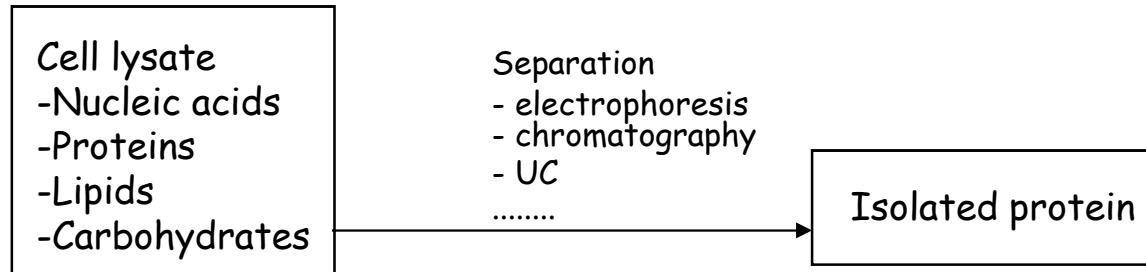 Cell lysate
-Nucleic acids
-Proteins
-Lipids
-Carbohydrates
Separation
- electrophoresis
- chromatography
- UC
........
Isolated protein